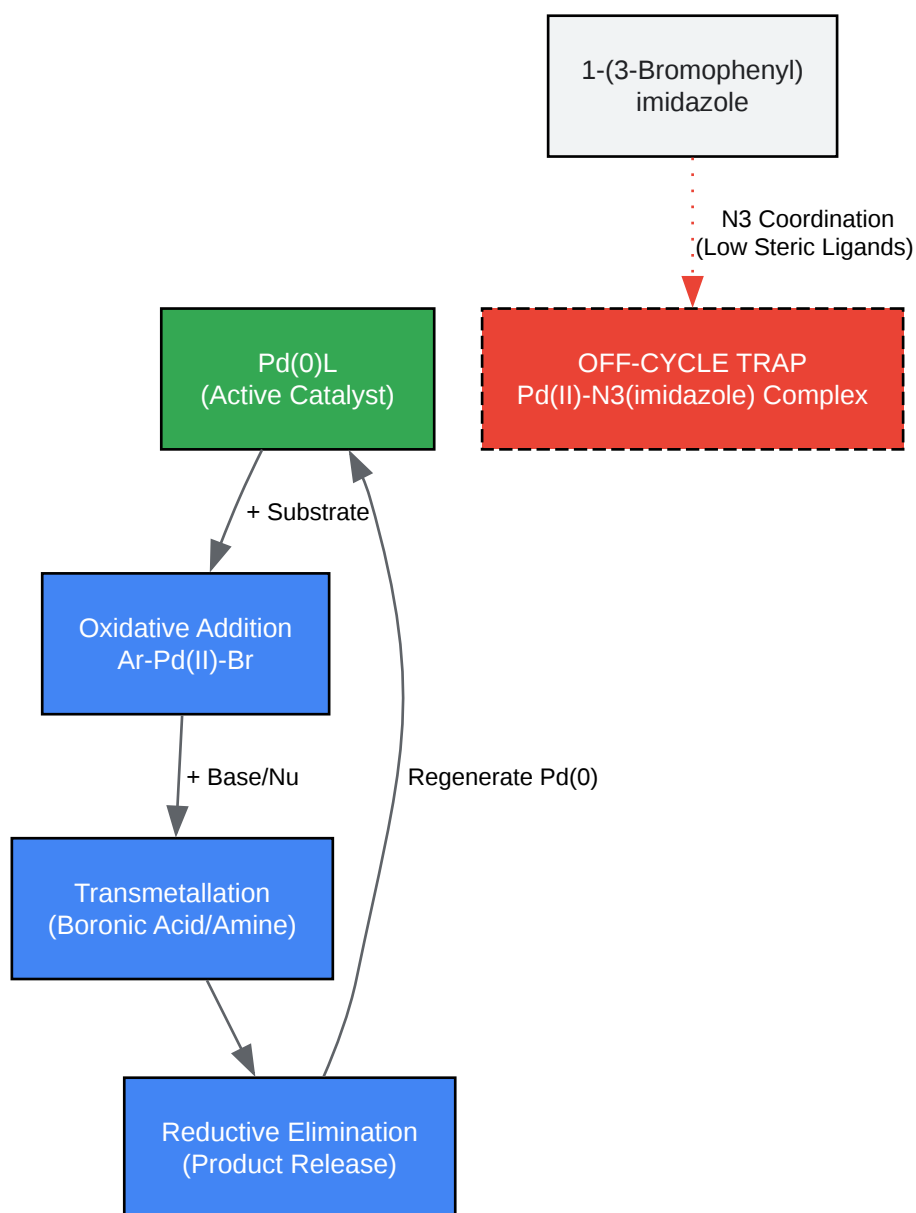 1-(3-Bromophenyl)
imidazole
N3 Coordination
(Low Steric Ligands)
Pd(0)L
(Active Catalyst)
OFF-CYCLE TRAP
Pd(II)-N3(imidazole) Complex
+ Substrate
Oxidative Addition
Ar-Pd(II)-Br
+ Base/Nu
Regenerate Pd(0)
Transmetallation
(Boronic Acid/Amine)
Reductive Elimination
(Product Release)